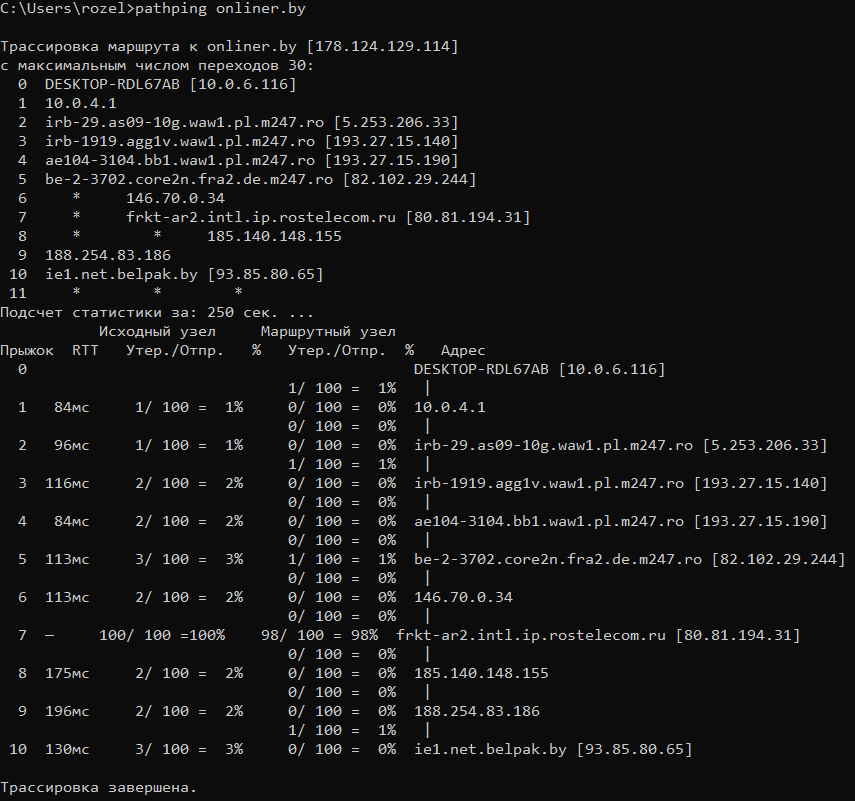 C:\Users\rozel>pathping onliner.by
Трассировка маршрута к onliner.by [178.124.129.114]
с максимальным числом переходов 30:
  0  DESKTOP-RDL67AB [10.0.6.116]
  1  10.0.4.1
  2  irb-29.as09-10g.waw1.pl.m247.ro [5.253.206.33]
  3  irb-1919.agg1v.waw1.pl.m247.ro [193.27.15.140]
  4  ae104-3104.bb1.waw1.pl.m247.ro [193.27.15.190]
  5  be-2-3702.core2n.fra2.de.m247.ro [82.102.29.244]
  6     *     146.70.0.34
  7     *     frkt-ar2.intl.ip.rostelecom.ru [80.81.194.31]
  8     *        *     185.140.148.155
  9  188.254.83.186
 10  ie1.net.belpak.by [93.85.80.65]
 11     *        *        *
Подсчет статистики за: 250 сек. ...
           Исходный узел     Маршрутный узел
Прыжок  RTT   Утер./Отпр.   %   Утер./Отпр.  %   Адрес
  0                                           DESKTOP-RDL67AB [10.0.6.116]
                                1/ 100 =  1%   |
  1   84мс     1/ 100 =  1%     0/ 100 =  0%  10.0.4.1
                                0/ 100 =  0%   |
  2   96мс     1/ 100 =  1%     0/ 100 =  0%  irb-29.as09-10g.waw1.pl.m247.ro [5.253.206.33]
                                1/ 100 =  1%   |
  3  116мс     2/ 100 =  2%     0/ 100 =  0%  irb-1919.agg1v.waw1.pl.m247.ro [193.27.15.140]
                                0/ 100 =  0%   |
  4   84мс     2/ 100 =  2%     0/ 100 =  0%  ae104-3104.bb1.waw1.pl.m247.ro [193.27.15.190]
                                0/ 100 =  0%   |
  5  113мс     3/ 100 =  3%     1/ 100 =  1%  be-2-3702.core2n.fra2.de.m247.ro [82.102.29.244]
                                0/ 100 =  0%   |
  6  113мс     2/ 100 =  2%     0/ 100 =  0%  146.70.0.34
                                0/ 100 =  0%   |
  7  —     100/ 100 =100%    98/ 100 = 98%  frkt-ar2.intl.ip.rostelecom.ru [80.81.194.31]
                                0/ 100 =  0%   |
  8  175мс     2/ 100 =  2%     0/ 100 =  0%  185.140.148.155
                                0/ 100 =  0%   |
  9  196мс     2/ 100 =  2%     0/ 100 =  0%  188.254.83.186
                                1/ 100 =  1%   |
 10  130мс     3/ 100 =  3%     0/ 100 =  0%  ie1.net.belpak.by [93.85.80.65]
Трассировка завершена.